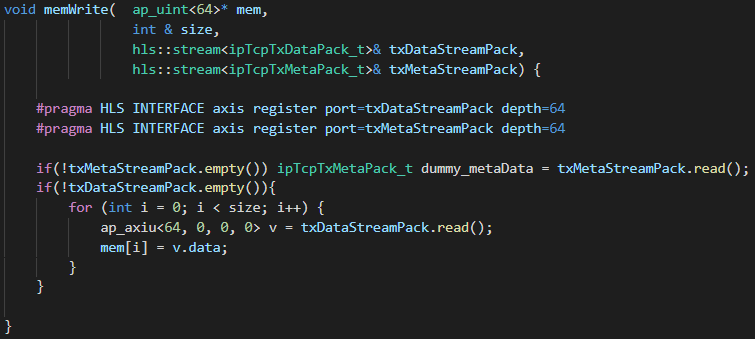 void memWrite(  ap_uint<64>* mem,
                int & size,
                hls::stream<ipTcpTxDataPack_t>& txDataStreamPack,
                hls::stream<ipTcpTxMetaPack_t>& txMetaStreamPack) {

    #pragma HLS INTERFACE axis register port=txDataStreamPack depth=64
    #pragma HLS INTERFACE axis register port=txMetaStreamPack depth=64

    if(!txMetaStreamPack.empty()) ipTcpTxMetaPack_t dummy_metaData = txMetaStreamPack.read();
    if(!txDataStreamPack.empty()){
        for (int i = 0; i < size; i++) {
            ap_axiu<64, 0, 0, 0> v = txDataStreamPack.read();
            mem[i] = v.data;
        }
    }

}